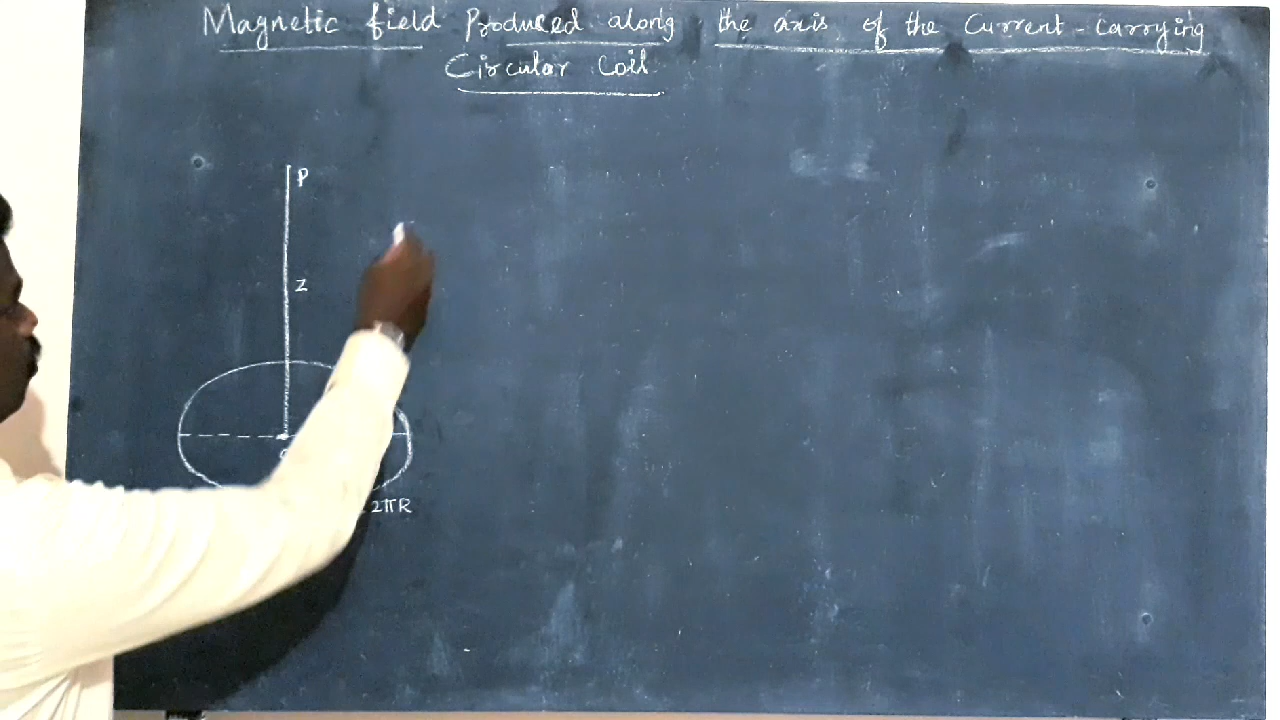 Magnetic field Produced along the axis of the Current-Carrying
Circular Coil
P
Z
2πR